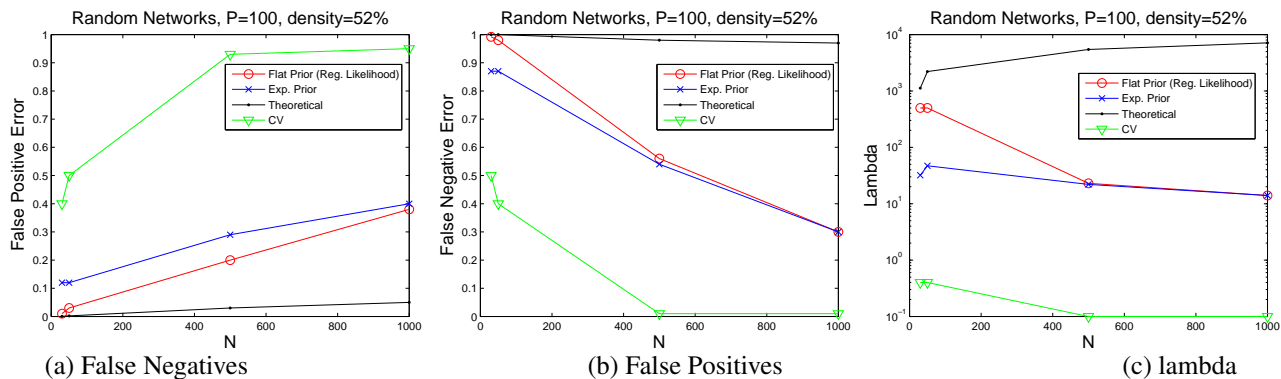 Random Networks, P=100, density=52%
False Positive Error
1
0.9
0.8
0.7
0.6
0.5
0.4
0.3
0.2
0.1
0
Flat Prior (Reg. Likelihood)
Exp. Prior
Theoretical
CV
0 200 400 600 800 1000
N
(a) False Negatives
Random Networks, P=100, density=52%
False Negative Error
1
0.9
0.8
0.7
0.6
0.5
0.4
0.3
0.2
0.1
0
Flat Prior (Reg. Likelihood)
Exp. Prior
Theoretical
CV
0 200 400 600 800 1000
N
(b) False Positives
Random Networks, P=100, density=52%
Lambda
10^4
10^3
10^2
10^1
10^0
10^-1
Flat Prior (Reg. Likelihood)
Exp. Prior
Theoretical
CV
0 200 400 600 800 1000
N
(c) lambda